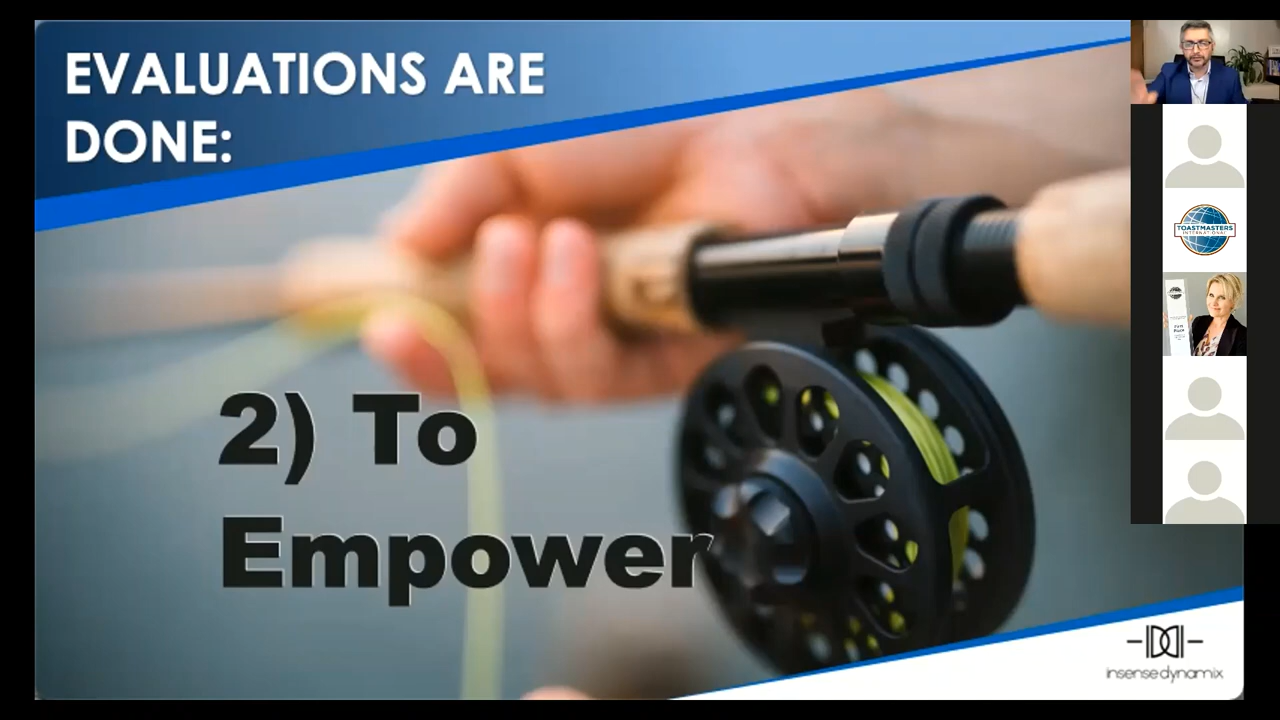 EVALUATIONS ARE
DONE:
2) To
Empower
TOASTMASTERS
INTERNATIONAL
insensedynamix